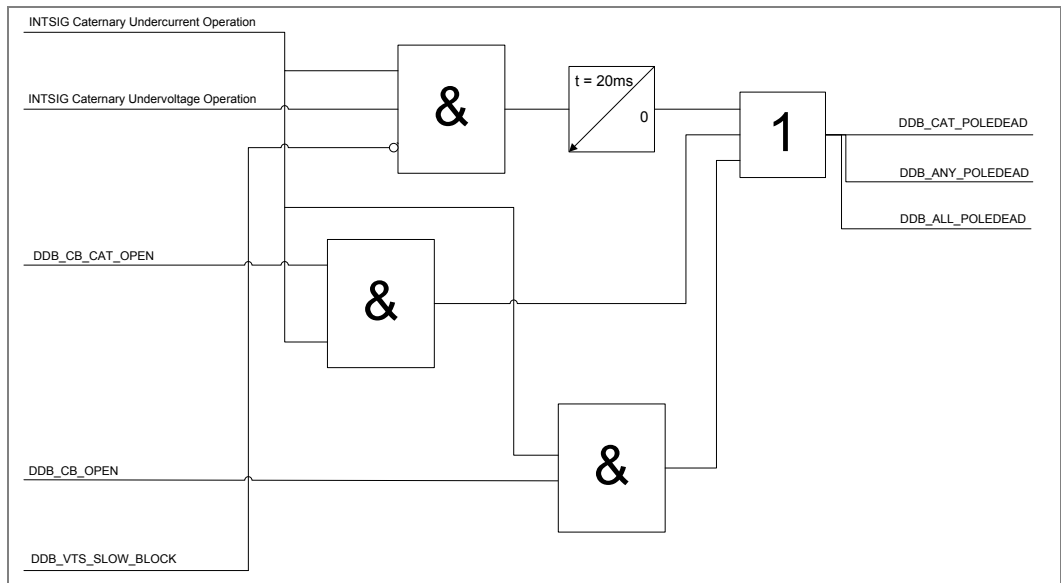 INTSIG Caternary Undercurrent Operation
INTSIG Caternary Undervoltage Operation
&
t = 20ms
0
1
DDB_CAT_POLEDEAD
DDB_ANY_POLEDEAD
DDB_ALL_POLEDEAD
DDB_CB_CAT_OPEN
&
DDB_CB_OPEN
&
DDB_VTS_SLOW_BLOCK